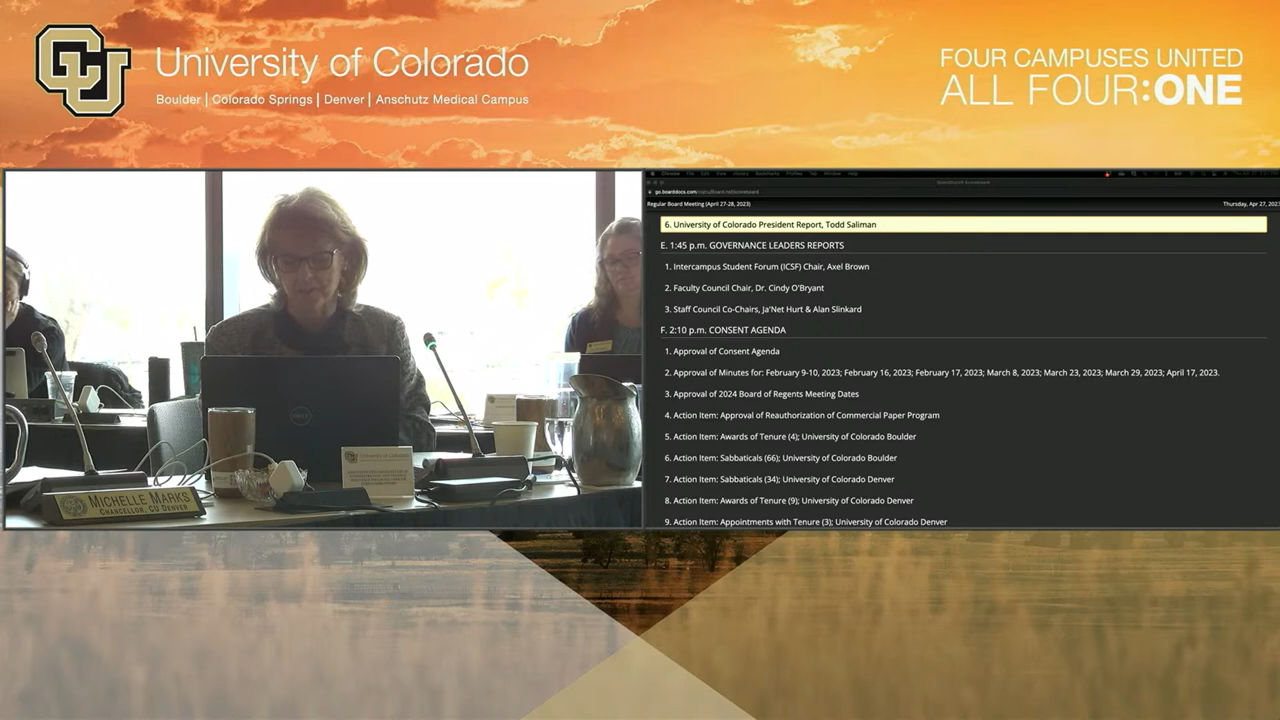 CU
University of Colorado
Boulder | Colorado Springs | Denver | Anschutz Medical Campus
FOUR CAMPUSES UNITED
ALL FOUR:ONE
MICHELLE MARKS
CHANCELLOR, CU DENVER
DELL
Regular Board Meeting (April 27-28, 2023)
Thursday, Apr 27, 2023
6. University of Colorado President Report, Todd Saliman
E. 1:45 p.m. GOVERNANCE LEADERS REPORTS
1. Intercampus Student Forum (ICSF) Chair, Axel Brown
2. Faculty Council Chair, Dr. Cindy O'Bryant
3. Staff Council Co-Chairs, Ja'Net Hurt & Alan Slinkard
F. 2:10 p.m. CONSENT AGENDA
1. Approval of Consent Agenda
2. Approval of Minutes for: February 9-10, 2023; February 16, 2023; February 17, 2023; March 8, 2023; March 23, 2023; March 29, 2023; April 17, 2023.
3. Approval of 2024 Board of Regents Meeting Dates
4. Action Item: Approval of Reauthorization of Commercial Paper Program
5. Action Item: Awards of Tenure (4); University of Colorado Boulder
6. Action Item: Sabbaticals (66); University of Colorado Boulder
7. Action Item: Sabbaticals (34); University of Colorado Denver
8. Action Item: Awards of Tenure (9); University of Colorado Denver
9. Action Item: Appointments with Tenure (3); University of Colorado Denver